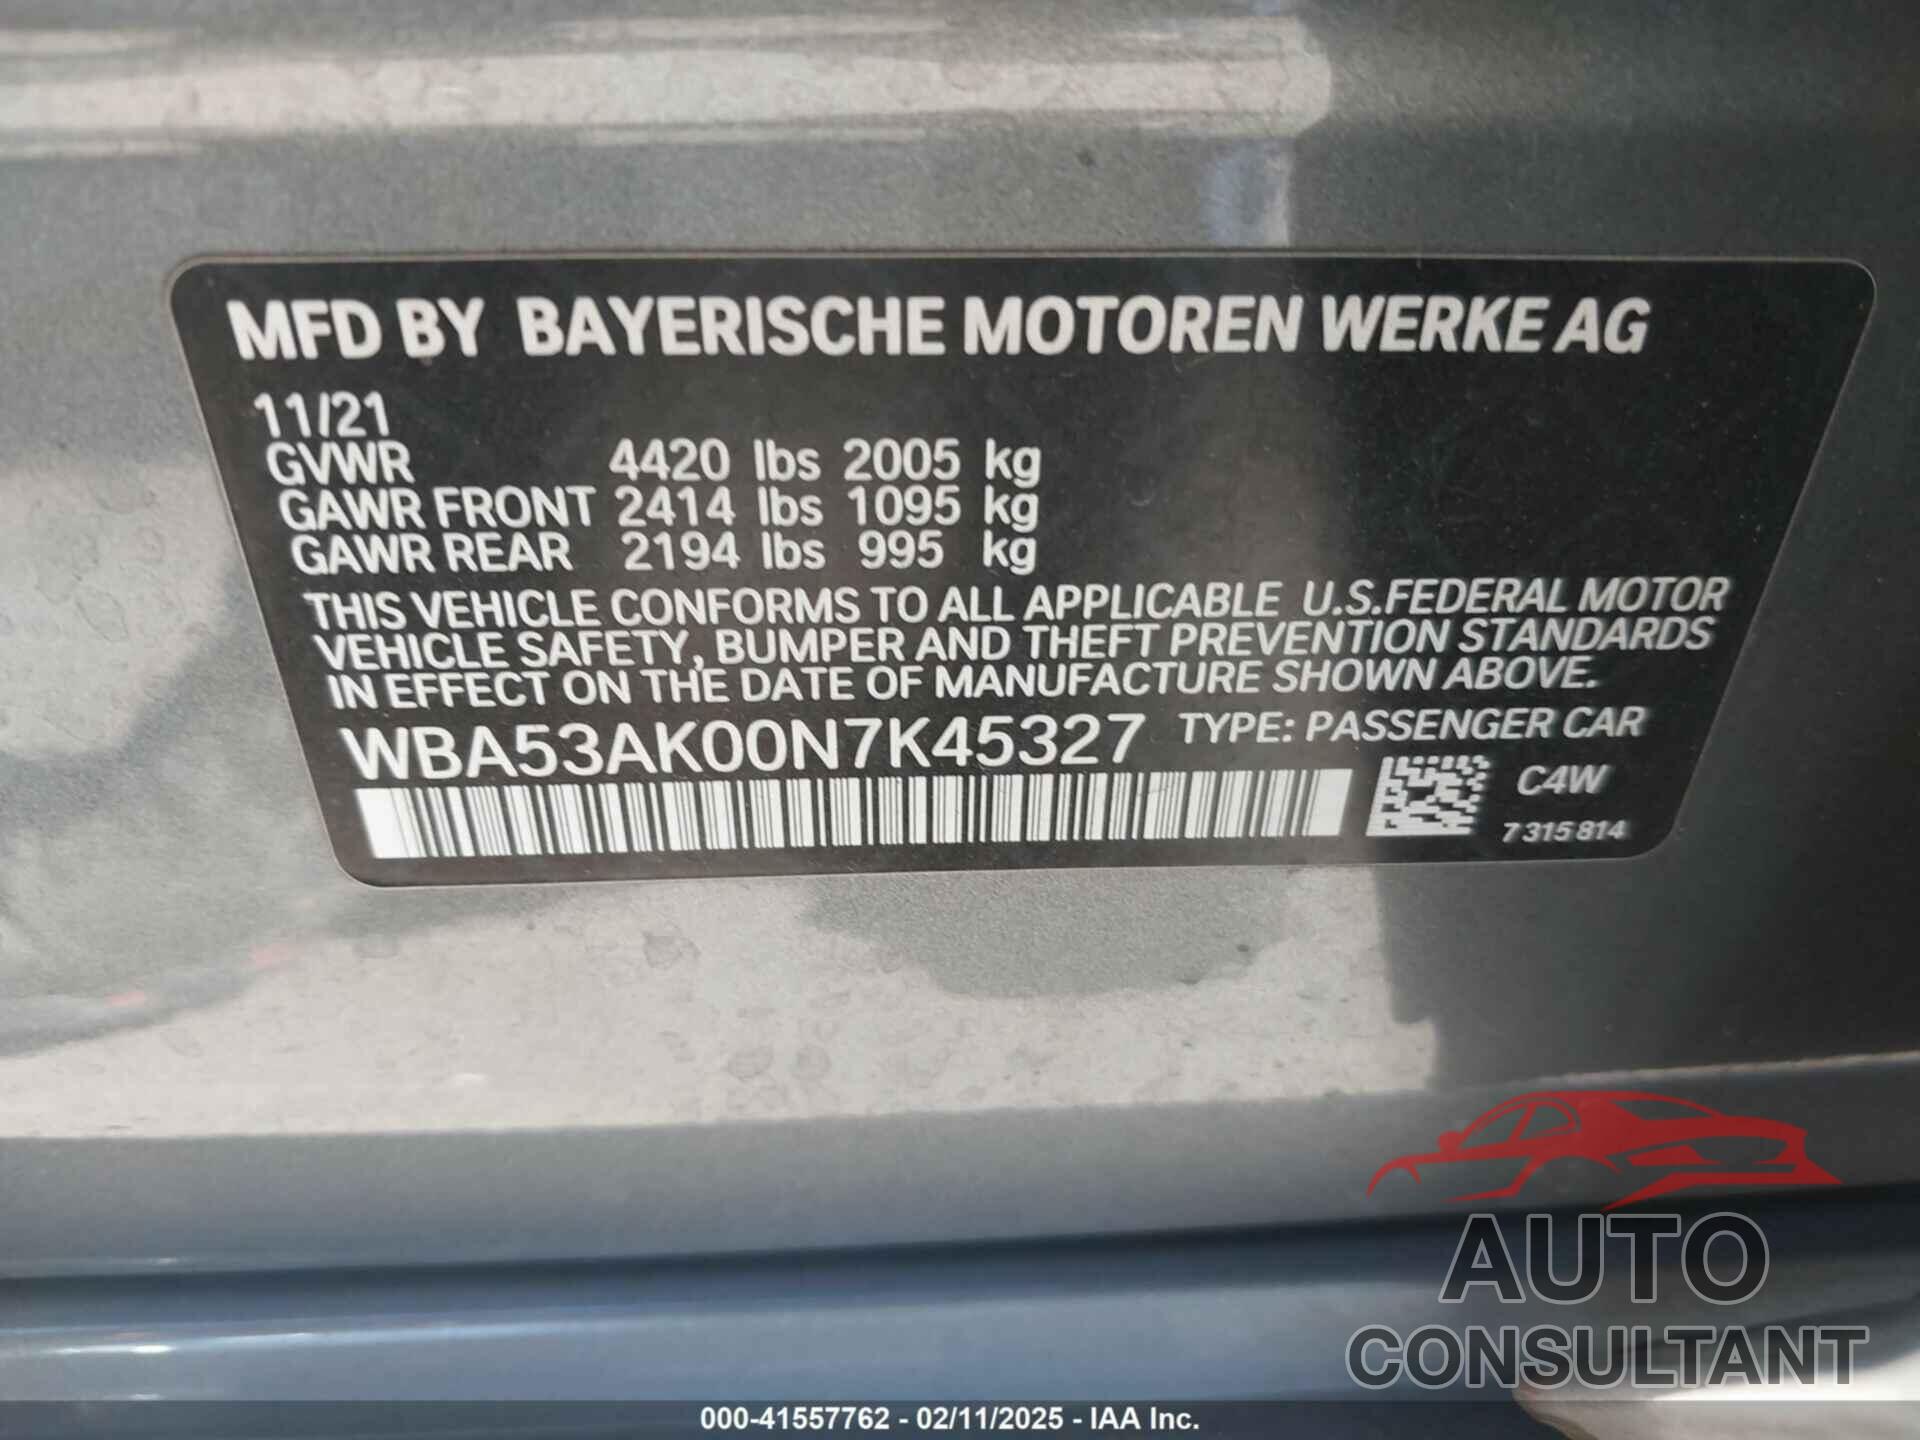 MFD BY BAYERISCHE MOTOREN WERKE AG
11/21
GVWR 4420 lbs 2005 kg
GAWR FRONT 2414 lbs 1095 kg
GAWR REAR 2194 lbs 995 kg
THIS VEHICLE CONFORMS TO ALL APPLICABLE U.S.FEDERAL MOTOR
VEHICLE SAFETY, BUMPER AND THEFT PREVENTION STANDARDS
IN EFFECT ON THE DATE OF MANUFACTURE SHOWN ABOVE.
WBA53AK00N7K45327 TYPE: PASSENGER CAR
C4W
7 315 814
AUTO
CONSULTANT
000-41557762 - 02/11/2025 - IAA Inc.